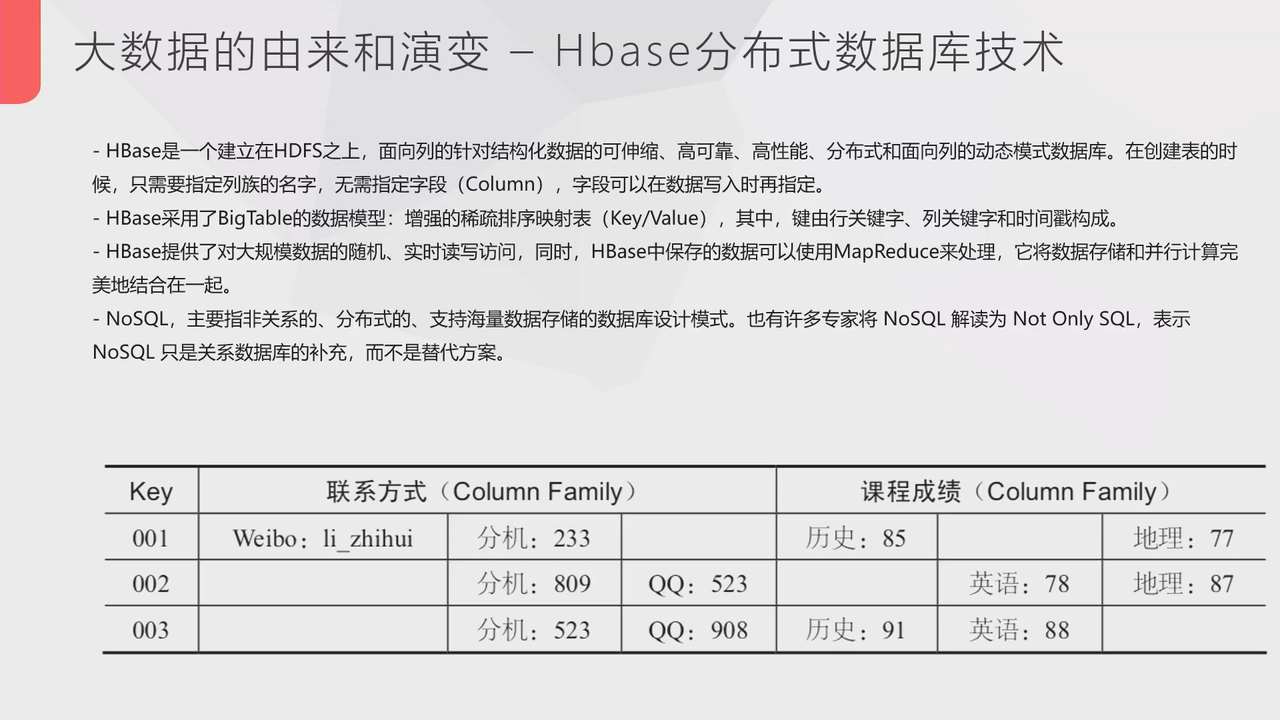 大数据的由来和演变 – Hbase分布式数据库技术
- HBase是一个建立在HDFS之上，面向列的针对结构化数据的可伸缩、高可靠、高性能、分布式和面向列的动态模式数据库。在创建表的时
候，只需要指定列族的名字，无需指定字段（Column），字段可以在数据写入时再指定。
- HBase采用了BigTable的数据模型：增强的稀疏排序映射表（Key/Value），其中，键由行关键字、列关键字和时间戳构成。
- HBase提供了对大规模数据的随机、实时读写访问，同时，HBase中保存的数据可以使用MapReduce来处理，它将数据存储和并行计算完
美地结合在一起。
- NoSQL，主要指非关系的、分布式的、支持海量数据存储的数据库设计模式。也有许多专家将 NoSQL 解读为 Not Only SQL，表示
NoSQL 只是关系数据库的补充，而不是替代方案。
Key 联系方式（Column Family） 课程成绩（Column Family）
001 Weibo：li_zhihui 分机：233 历史：85 地理：77
002 分机：809 QQ：523 英语：78 地理：87
003 分机：523 QQ：908 历史：91 英语：88